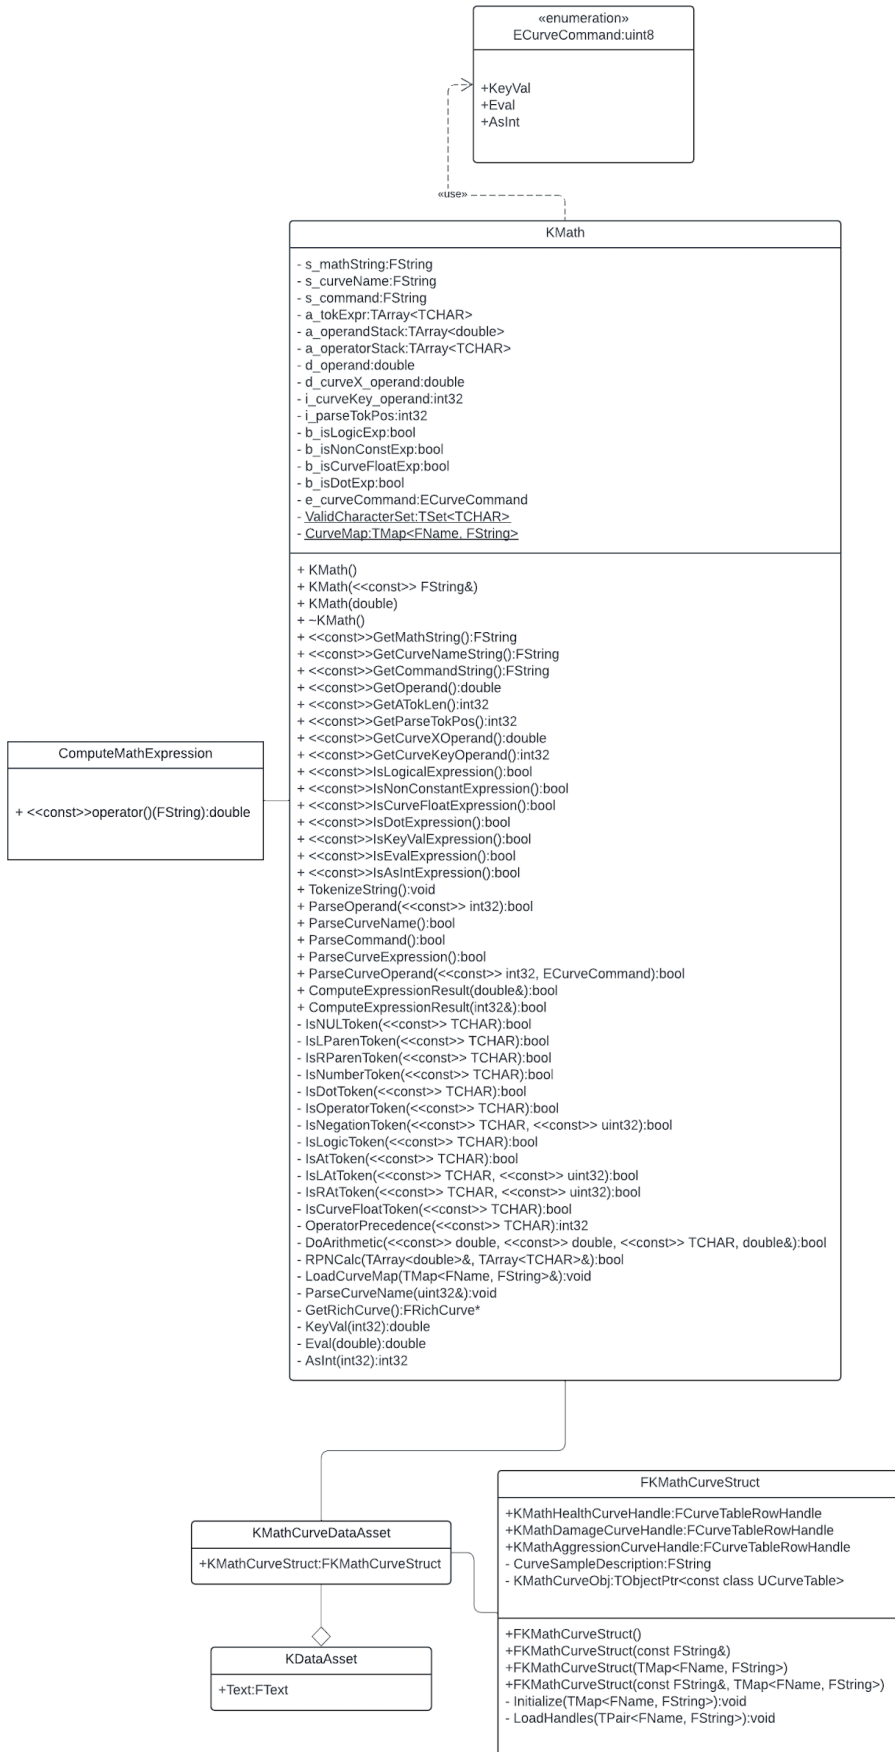 «enumeration»
ECurveCommand:uint8
+KeyVal
+Eval
+AsInt
«use»
KMath
- s_mathString:FString
- s_curveName:FString
- s_command:FString
- a_tokExpr:TArray<TCHAR>
- a_operandStack:TArray<double>
- a_operatorStack:TArray<TCHAR>
- d_operand:double
- d_curveX_operand:double
- i_curveKey_operand:int32
- i_parseTokPos:int32
- b_isLogicExp:bool
- b_isNonConstExp:bool
- b_isCurveFloatExp:bool
- b_isDotExp:bool
- e_curveCommand:ECurveCommand
- ValidCharacterSet:TSet<TCHAR>
- CurveMap:TMap<FName, FString>
+ KMath()
+ KMath(<<const>> FString&)
+ KMath(double)
+ ~KMath()
+ <<const>>GetMathString():FString
+ <<const>>GetCurveNameString():FString
+ <<const>>GetCommandString():FString
+ <<const>>GetOperand():double
+ <<const>>GetATokLen():int32
+ <<const>>GetParseTokPos():int32
+ <<const>>GetCurveXOperand():double
+ <<const>>GetCurveKeyOperand():int32
+ <<const>>IsLogicalExpression():bool
+ <<const>>IsNonConstantExpression():bool
+ <<const>>IsCurveFloatExpression():bool
+ <<const>>IsDotExpression():bool
+ <<const>>IsKeyValExpression():bool
+ <<const>>IsEvalExpression():bool
+ <<const>>IsAsIntExpression():bool
+ TokenizeString():void
+ ParseOperand(<<const>> int32):bool
+ ParseCurveName():bool
+ ParseCommand():bool
+ ParseCurveExpression():bool
+ ParseCurveOperand(<<const>> int32, ECurveCommand):bool
+ ComputeExpressionResult(double&):bool
+ ComputeExpressionResult(int32&):bool
- IsNULToken(<<const>> TCHAR):bool
- IsLParenToken(<<const>> TCHAR):bool
- IsRParenToken(<<const>> TCHAR):bool
- IsNumberToken(<<const>> TCHAR):bool
- IsDotToken(<<const>> TCHAR):bool
- IsOperatorToken(<<const>> TCHAR):bool
- IsNegationToken(<<const>> TCHAR, <<const>> uint32):bool
- IsLogicToken(<<const>> TCHAR):bool
- IsAtToken(<<const>> TCHAR):bool
- IsLAtToken(<<const>> TCHAR, <<const>> uint32):bool
- IsRAtToken(<<const>> TCHAR, <<const>> uint32):bool
- IsCurveFloatToken(<<const>> TCHAR):bool
- OperatorPrecedence(<<const>> TCHAR):int32
- DoArithmetic(<<const>> double, <<const>> double, <<const>> TCHAR, double&):bool
- RPNCalc(TArray<double>&, TArray<TCHAR>&):bool
- LoadCurveMap(TMap<FName, FString>&):void
- ParseCurveName(uint32&):void
- GetRichCurve():FRichCurve*
- KeyVal(int32):double
- Eval(double):double
- AsInt(int32):int32
ComputeMathExpression
+ <<const>>operator()(FString):double
KMathCurveDataAsset
+KMathCurveStruct:FKMathCurveStruct
KDataAsset
+Text:FText
FKMathCurveStruct
+KMathHealthCurveHandle:FCurveTableRowHandle
+KMathDamageCurveHandle:FCurveTableRowHandle
+KMathAggressionCurveHandle:FCurveTableRowHandle
- CurveSampleDescription:FString
- KMathCurveObj:TObjectPtr<const class UCurveTable>
+FKMathCurveStruct()
+FKMathCurveStruct(const FString&)
+FKMathCurveStruct(TMap<FName, FString>)
+FKMathCurveStruct(const FString&, TMap<FName, FString>)
- Initialize(TMap<FName, FString>):void
- LoadHandles(TPair<FName, FString>):void